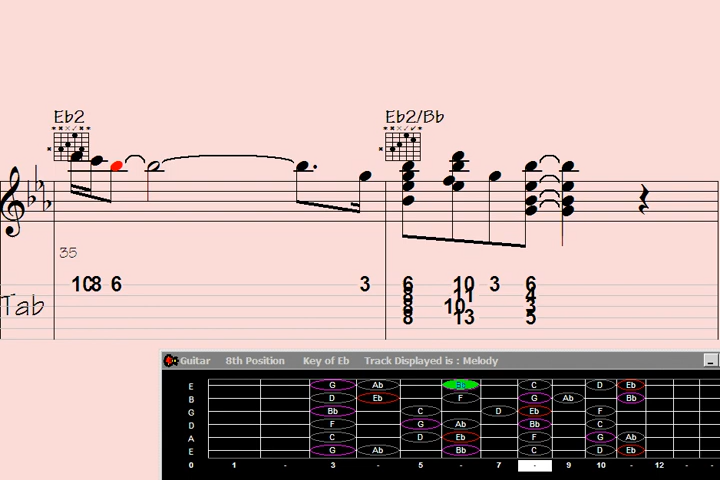 Eb2 Eb2/Bb
35
Tab 10 8 6 3 6 10 3 6
8 11 4
8 10 3
8 13 5
Guitar 8th Position Key of Eb Track Displayed is : Melody
E G Ab Bb C D Eb
B D Eb F G Ab Bb
G Bb C D Eb F
D F G Ab Bb C
A C D Eb F G Ab
E G Ab Bb C D Eb
0 1 - 3 - 5 - 7 - 9 10 - 12 - -